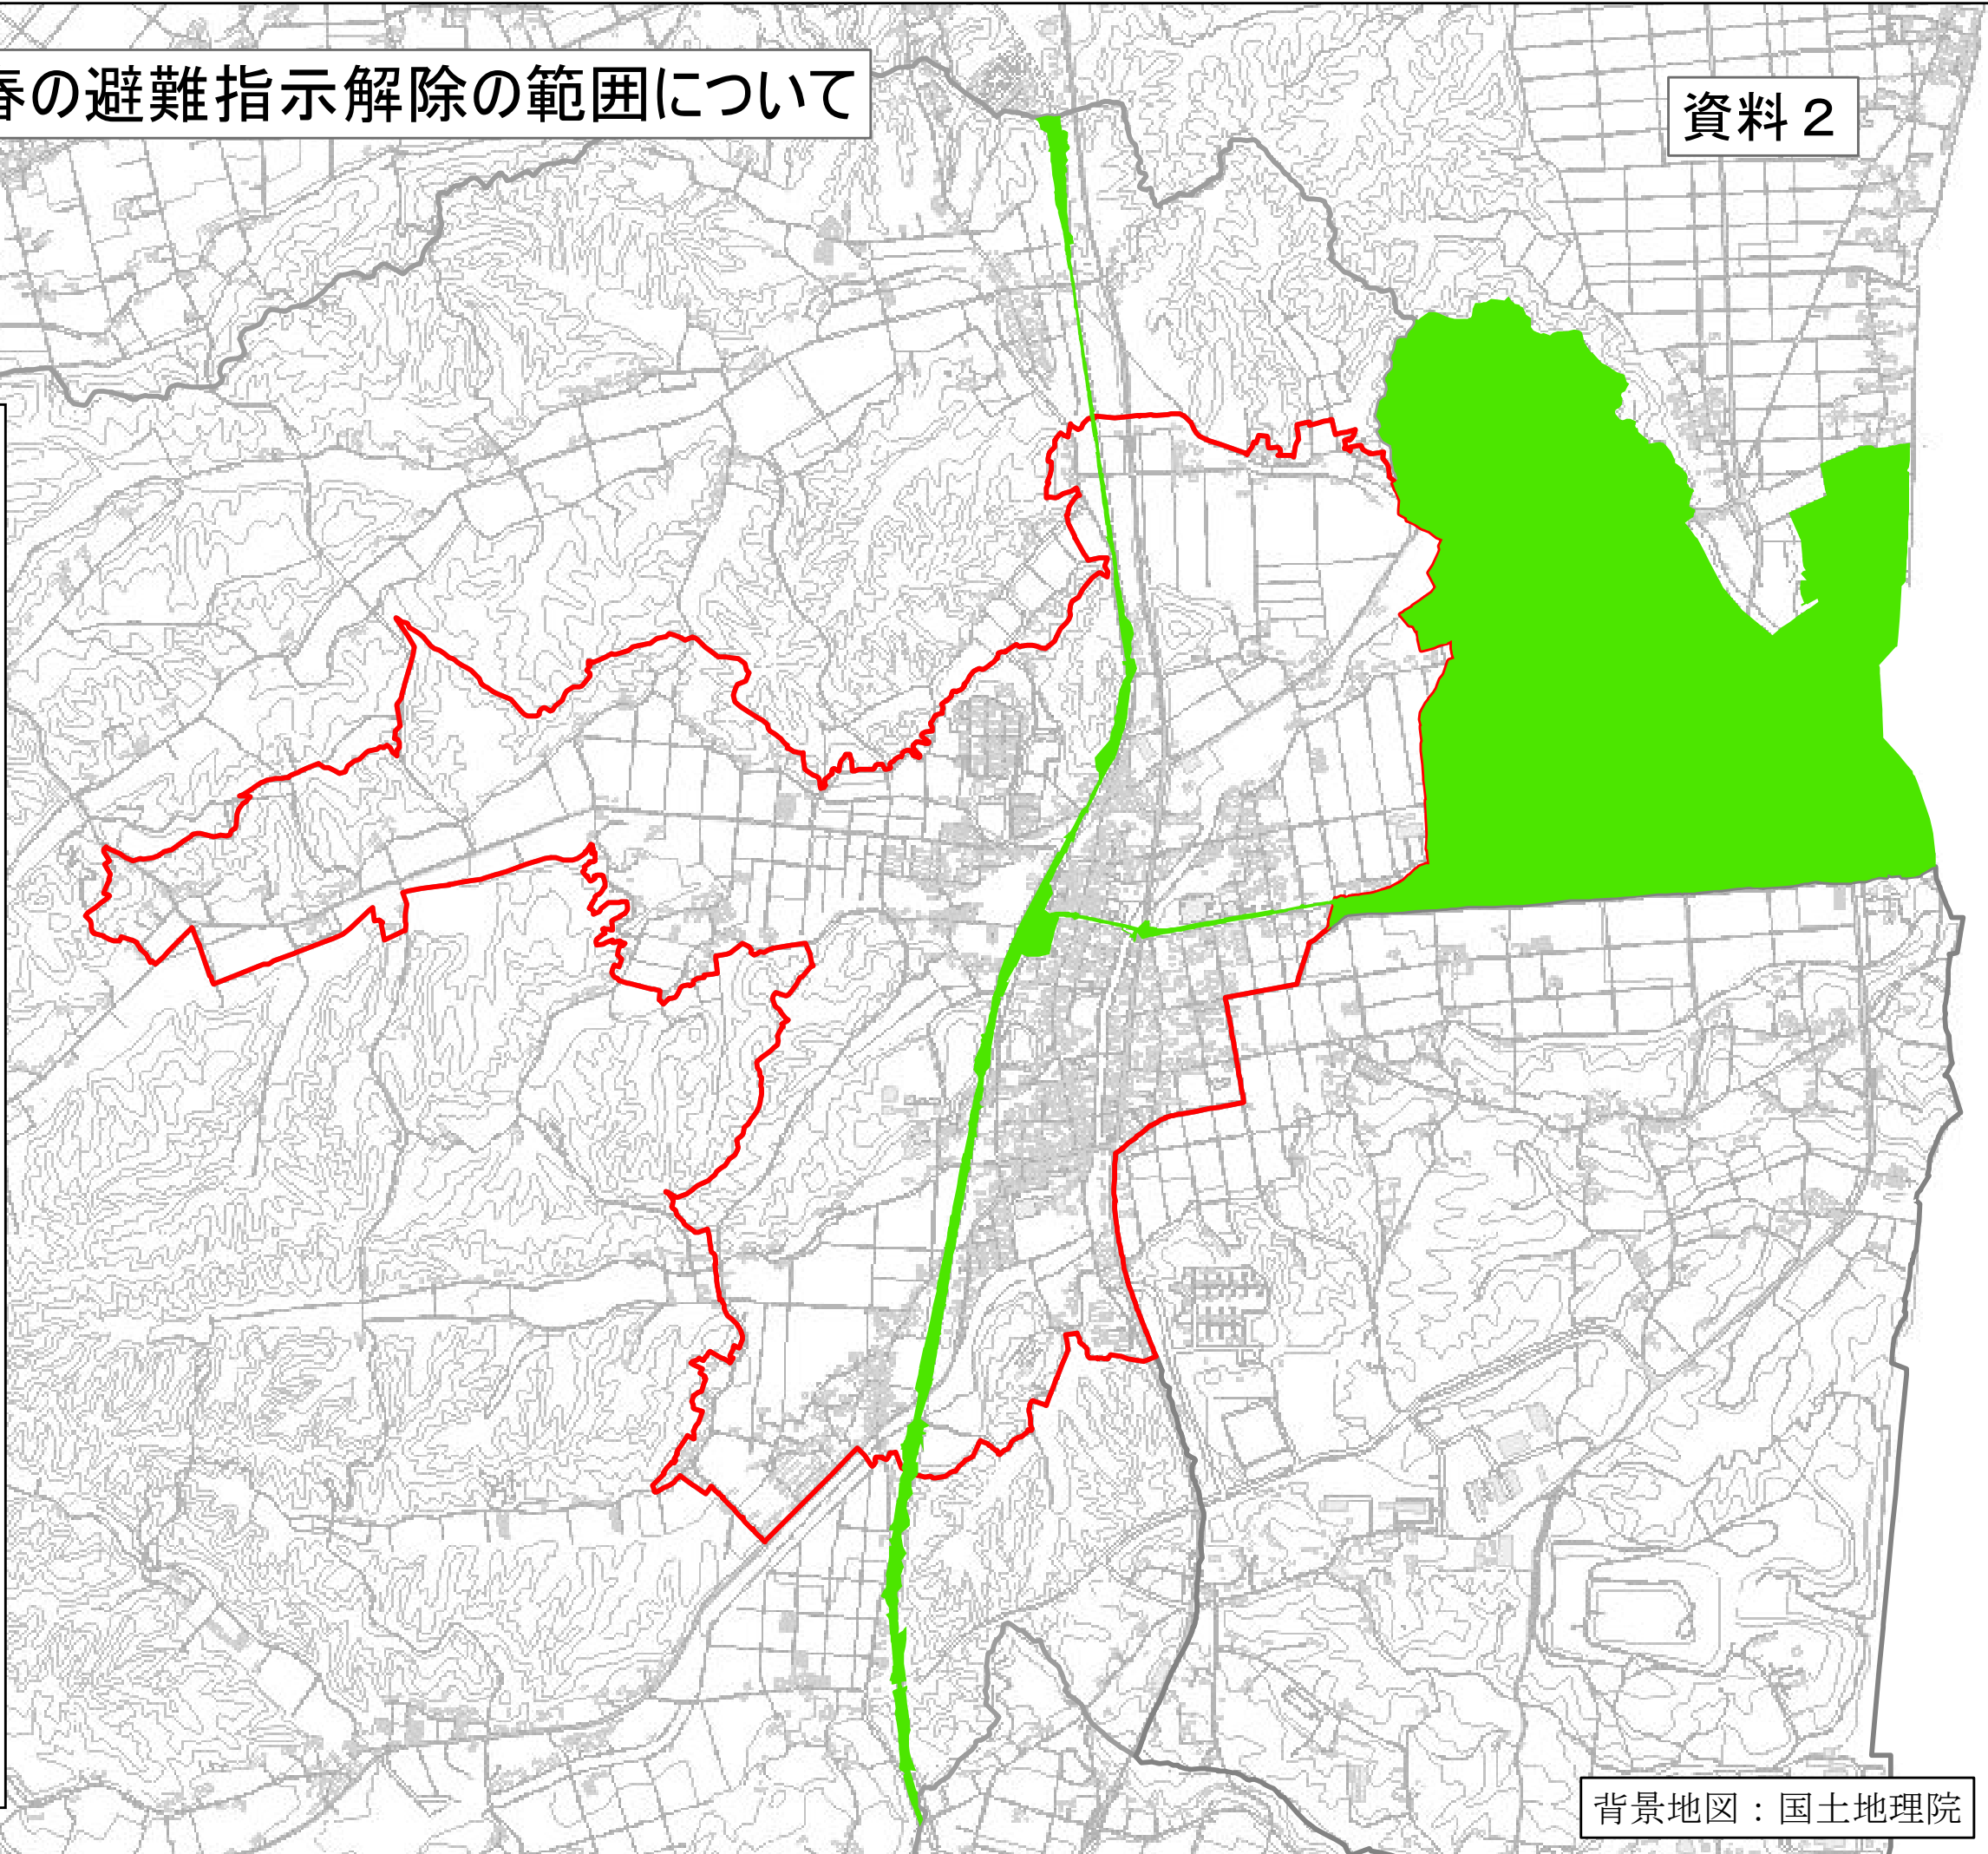 春の避難指示解除の範囲について
資料２
背景地図：国土地理院